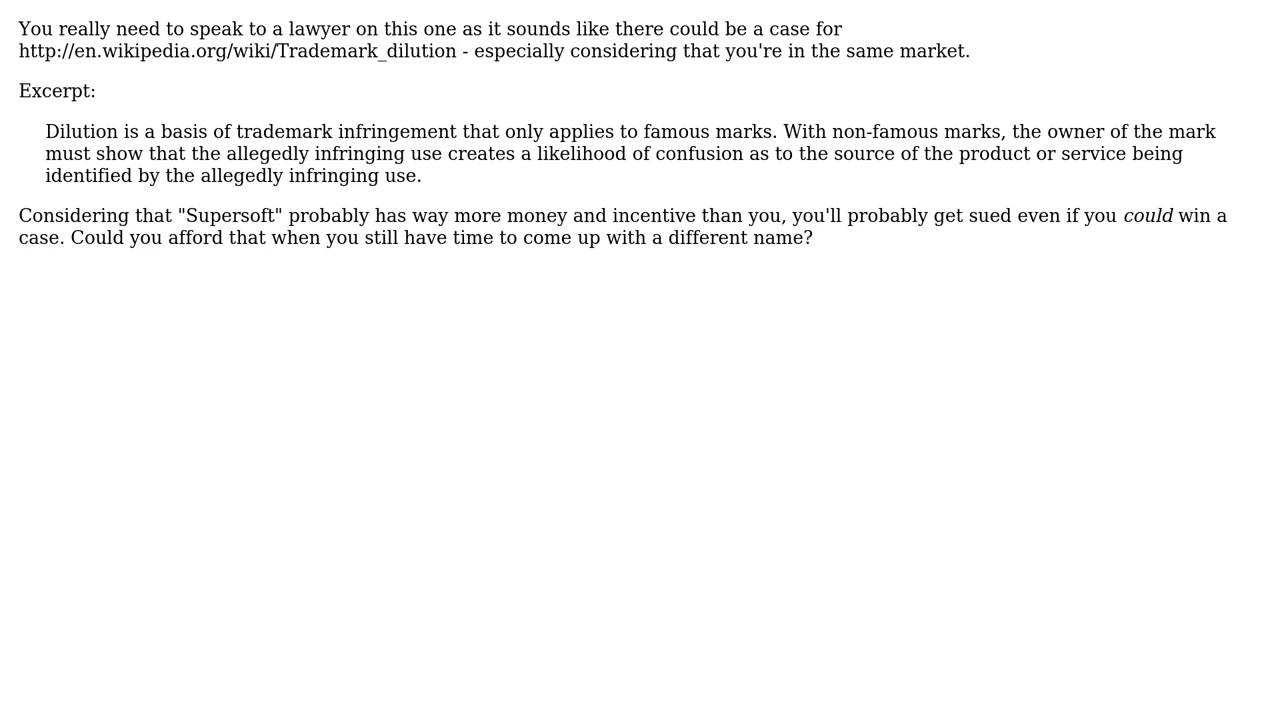 You really need to speak to a lawyer on this one as it sounds like there could be a case for
http://en.wikipedia.org/wiki/Trademark_dilution - especially considering that you're in the same market.
Excerpt:
Dilution is a basis of trademark infringement that only applies to famous marks. With non-famous marks, the owner of the mark
must show that the allegedly infringing use creates a likelihood of confusion as to the source of the product or service being
identified by the allegedly infringing use.
Considering that "Supersoft" probably has way more money and incentive than you, you'll probably get sued even if you could win a
case. Could you afford that when you still have time to come up with a different name?